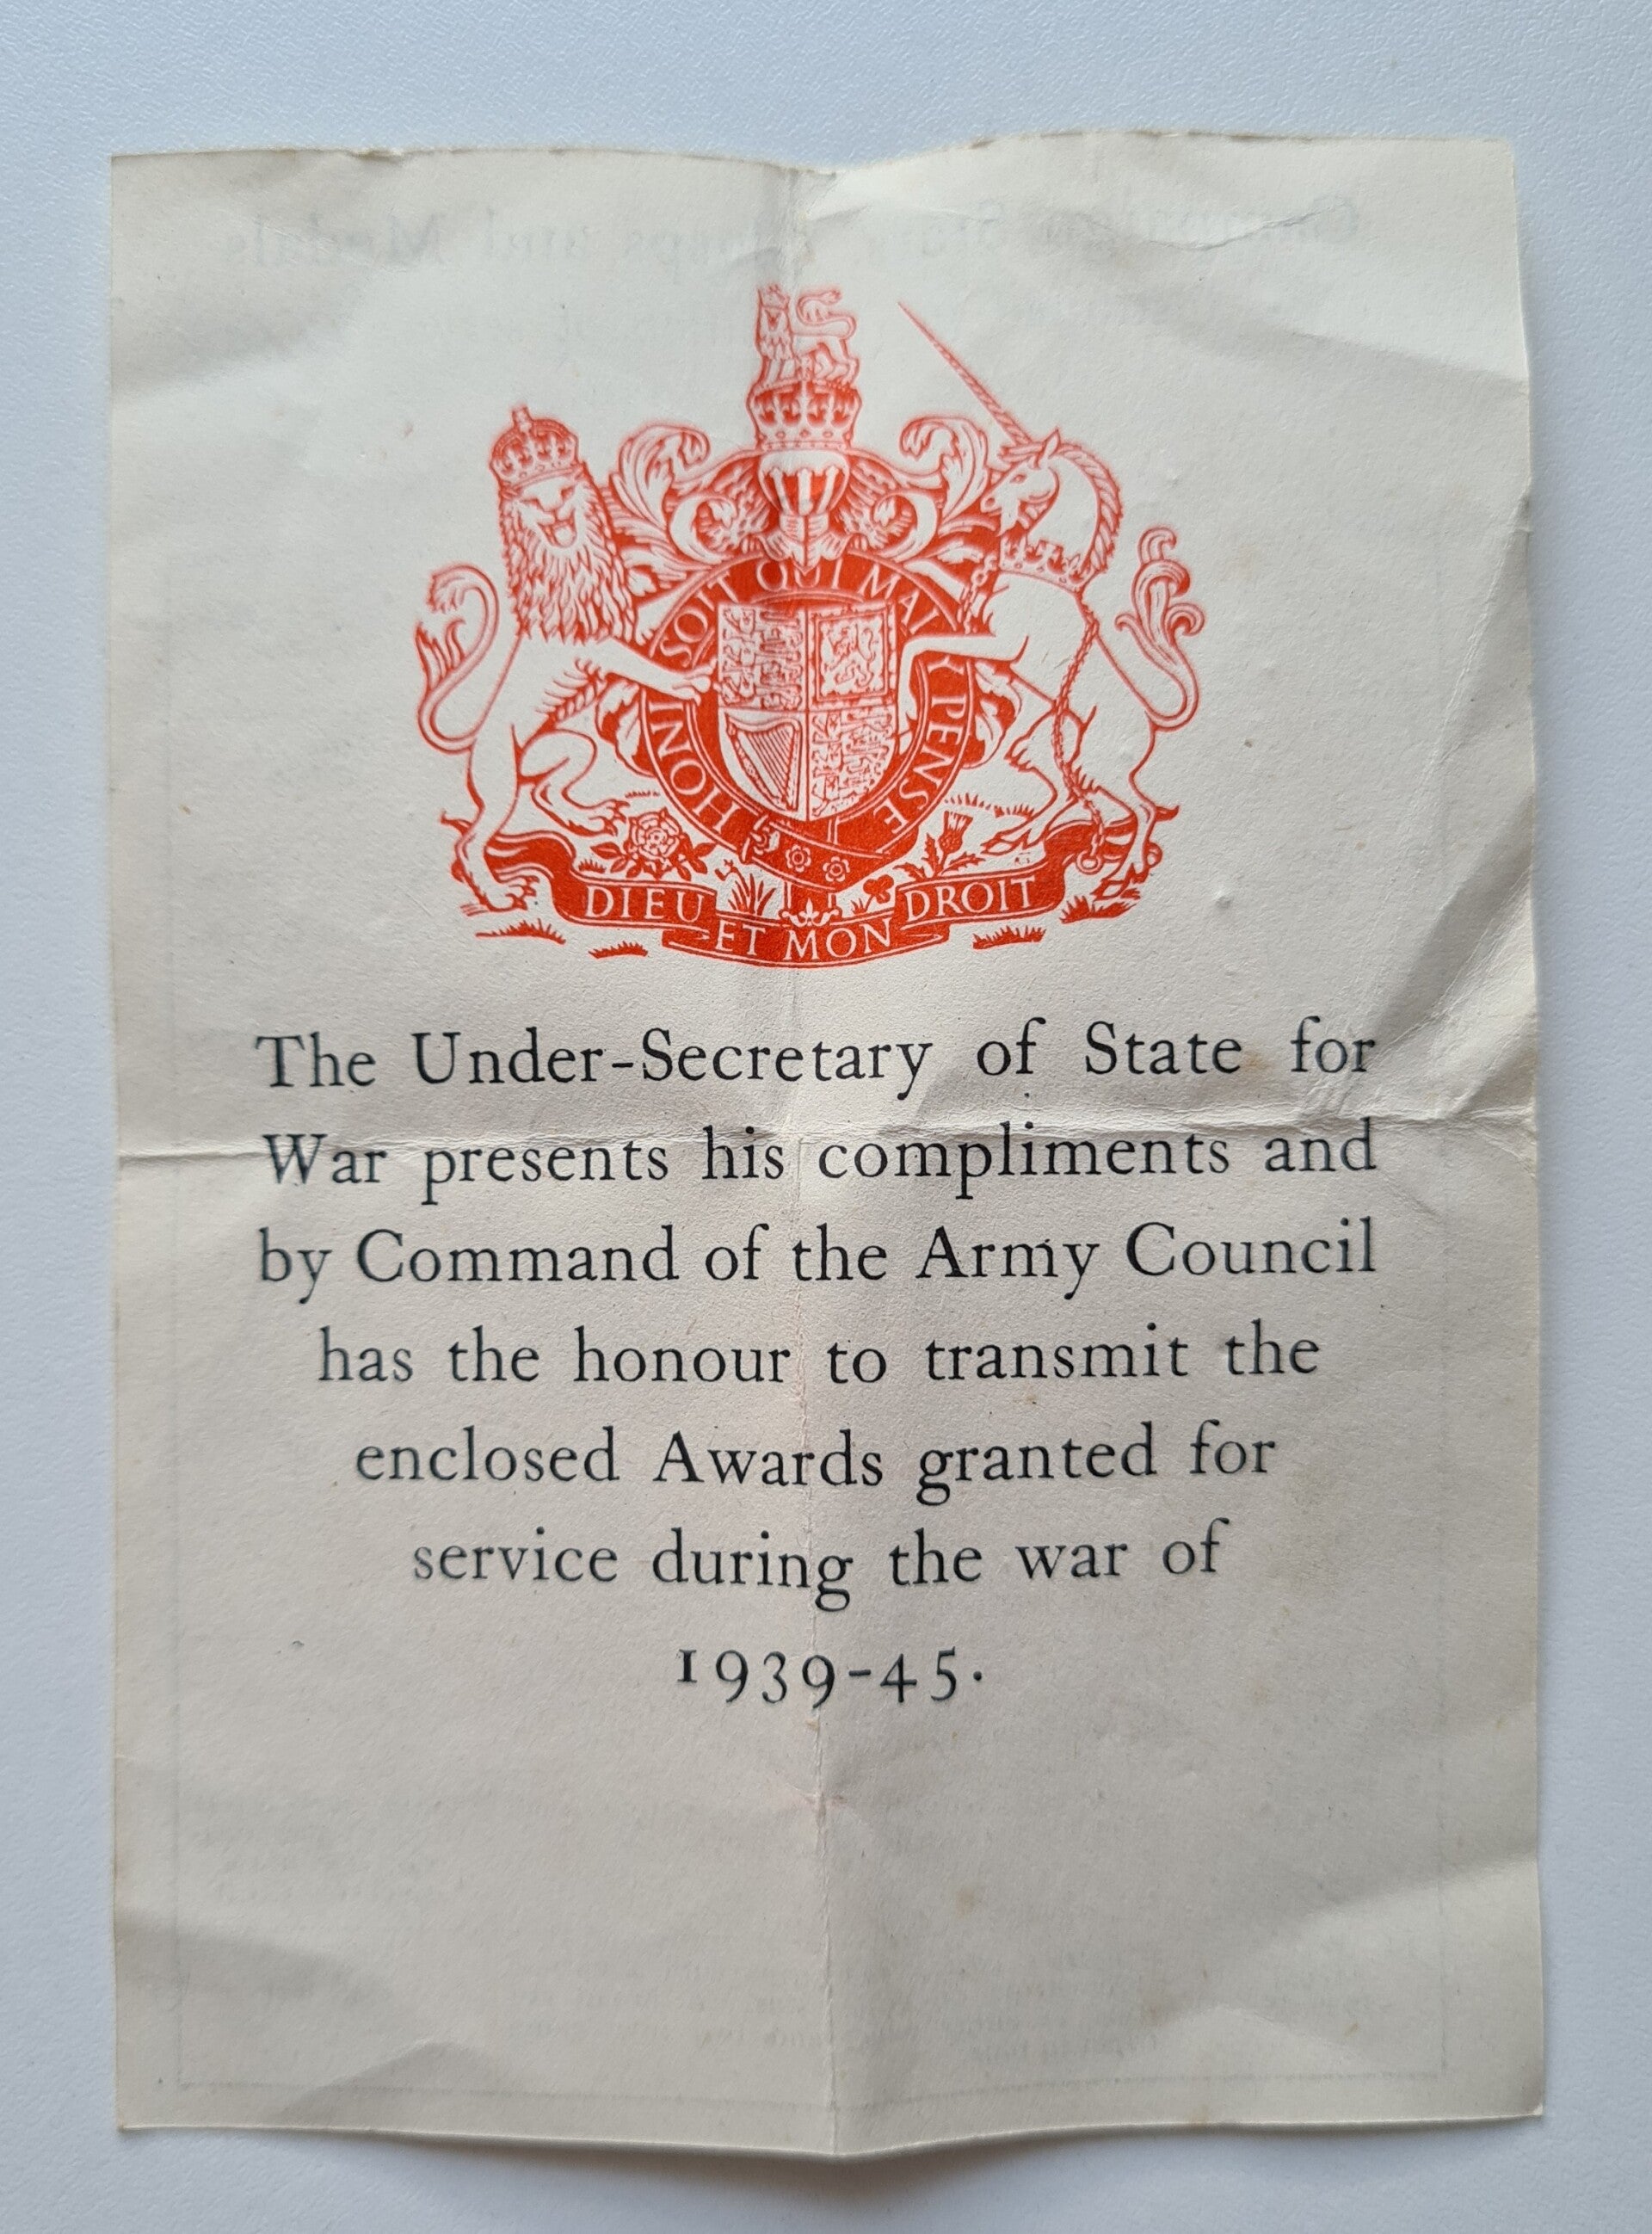 HONI SOIT QUI MAL Y PENSE
DIEU ET MON DROIT
The Under-Secretary of State for
War presents his compliments and
by Command of the Army Council
has the honour to transmit the
enclosed Awards granted for
service during the war of
1939-45.